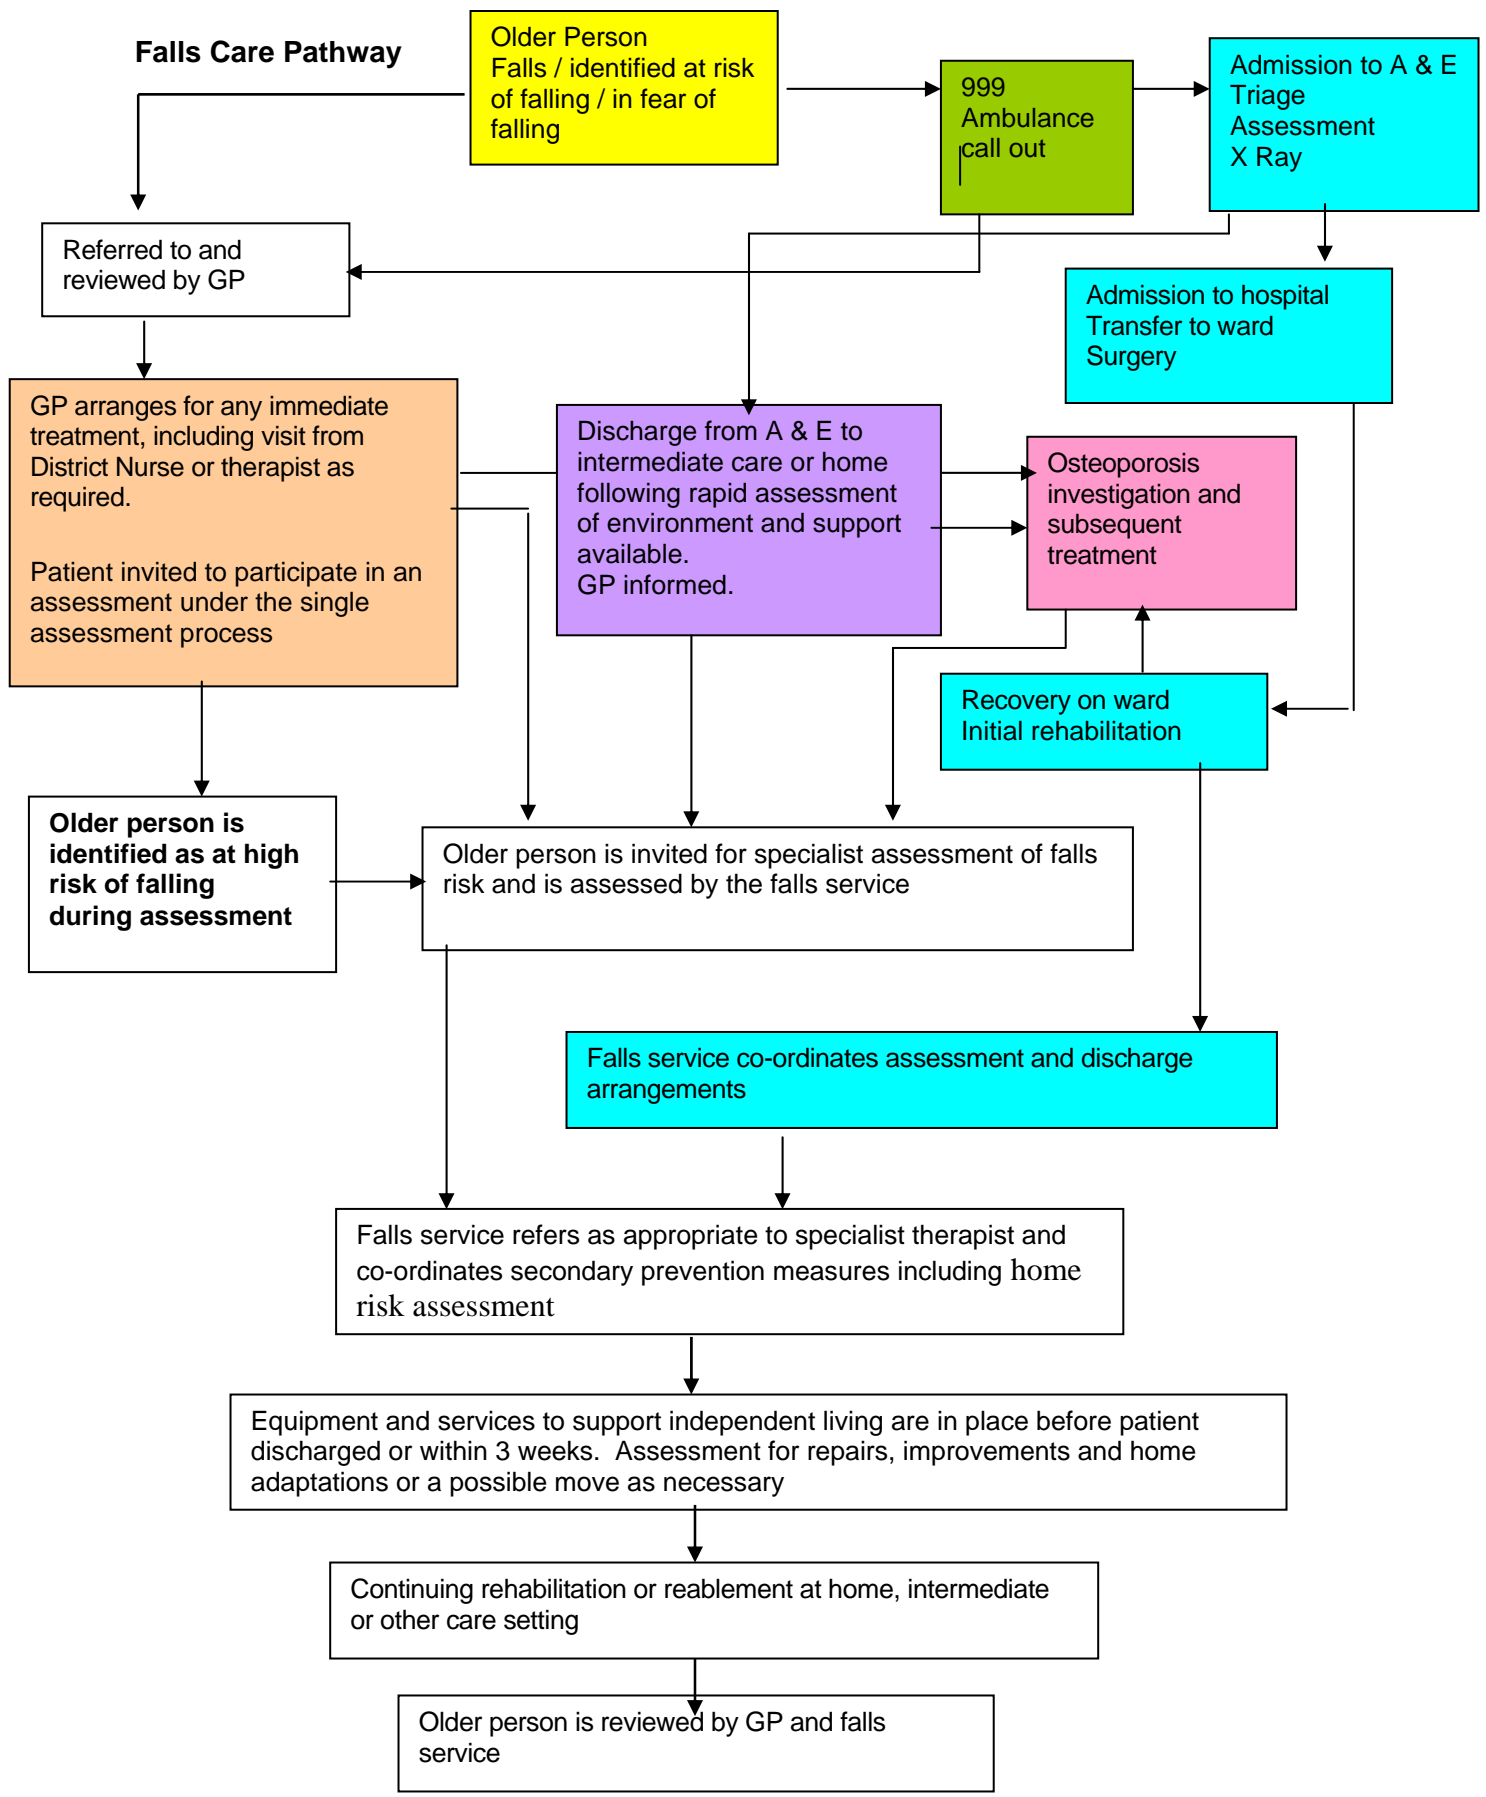 Falls Care Pathway
Older Person
Falls / identified at risk
of falling / in fear of
falling
999
Ambulance
call out
Admission to A & E
Triage
Assessment
X Ray
Referred to and
reviewed by GP
Admission to hospital
Transfer to ward
Surgery
GP arranges for any immediate
treatment, including visit from
District Nurse or therapist as
required.
Patient invited to participate in an
assessment under the single
assessment process
Discharge from A & E to
intermediate care or home
following rapid assessment
of environment and support
available.
GP informed.
Osteoporosis
investigation and
subsequent
treatment
Recovery on ward
Initial rehabilitation
Older person is
identified as at high
risk of falling
during assessment
Older person is invited for specialist assessment of falls
risk and is assessed by the falls service
Falls service co-ordinates assessment and discharge
arrangements
Falls service refers as appropriate to specialist therapist and
co-ordinates secondary prevention measures including home
risk assessment
Equipment and services to support independent living are in place before patient
discharged or within 3 weeks.  Assessment for repairs, improvements and home
adaptations or a possible move as necessary
Continuing rehabilitation or reablement at home, intermediate
or other care setting
Older person is reviewed by GP and falls
service